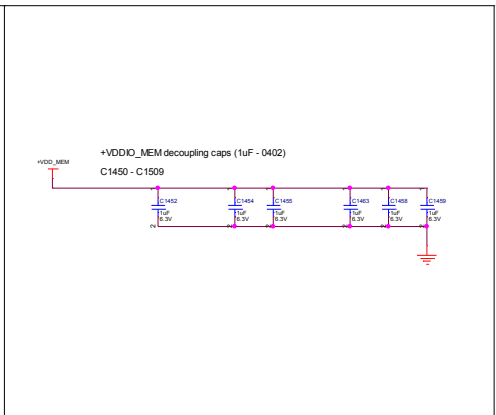 +VDDIO_MEM decoupling caps (1uF - 0402)
+VDD_MEM
C1450 - C1509
C1452
1uF
6.3V
C1454
1uF
6.3V
C1455
1uF
6.3V
C1463
1uF
6.3V
C1458
1uF
6.3V
C1459
1uF
6.3V
2